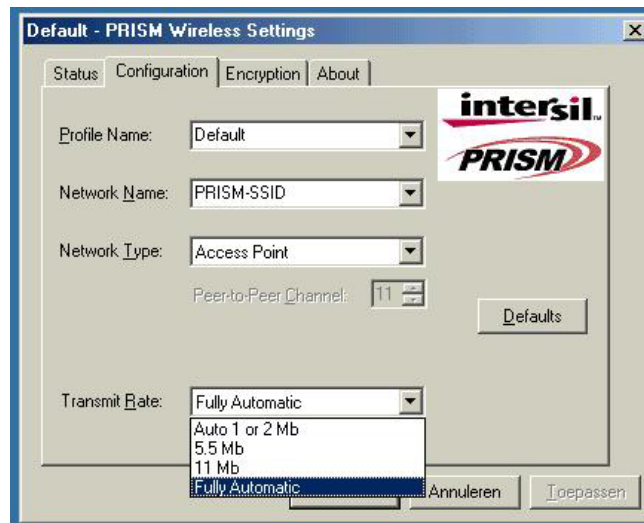 Default - PRISM Wireless Settings
Status Configuration Encryption About
intersil™
PRISM
Profile Name: Default
Network Name: PRISM-SSID
Network Type: Access Point
Peer-to-Peer Channel: 11
Defaults
Transmit Rate: Fully Automatic
Auto 1 or 2 Mb
5.5 Mb
11 Mb
Fully Automatic
Annuleren Toepassen